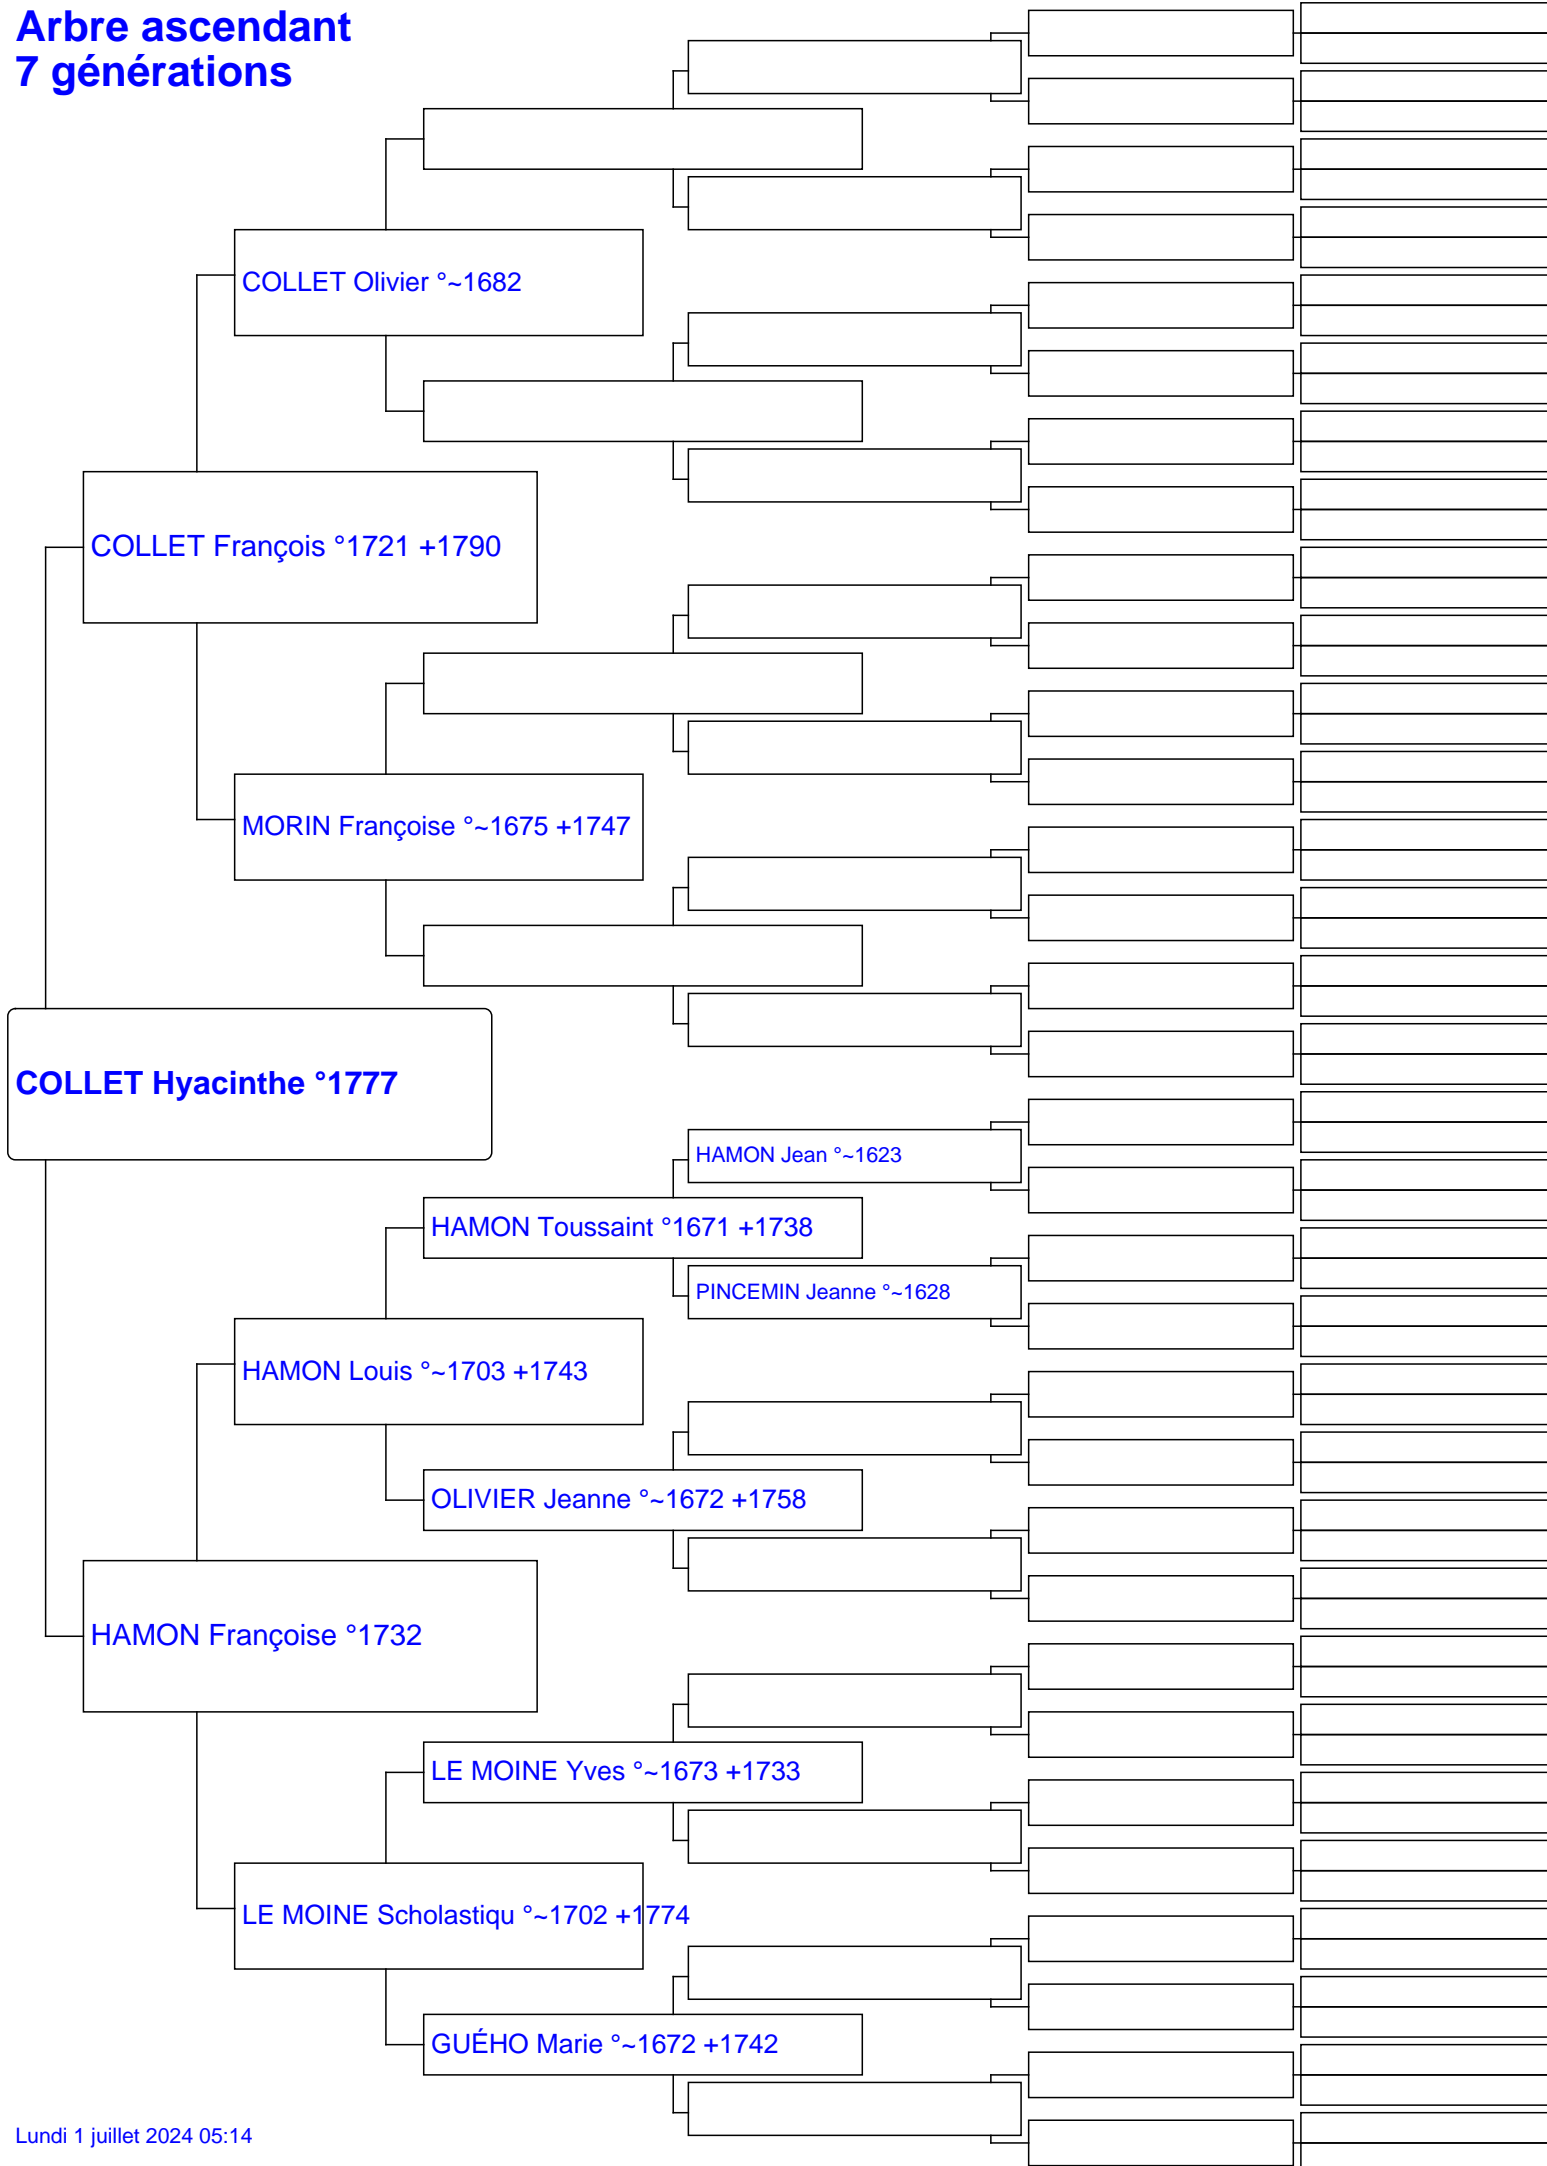 Arbre ascendant
7 générations
COLLET Olivier °~1682
COLLET François °1721 +1790
MORIN Françoise °~1675 +1747
COLLET Hyacinthe °1777
HAMON Jean °~1623
HAMON Toussaint °1671 +1738
PINCEMIN Jeanne °~1628
HAMON Louis °~1703 +1743
OLIVIER Jeanne °~1672 +1758
HAMON Françoise °1732
LE MOINE Yves °~1673 +1733
LE MOINE Scholastiqu °~1702 +1774
GUÉHO Marie °~1672 +1742
Lundi 1 juillet 2024 05:14